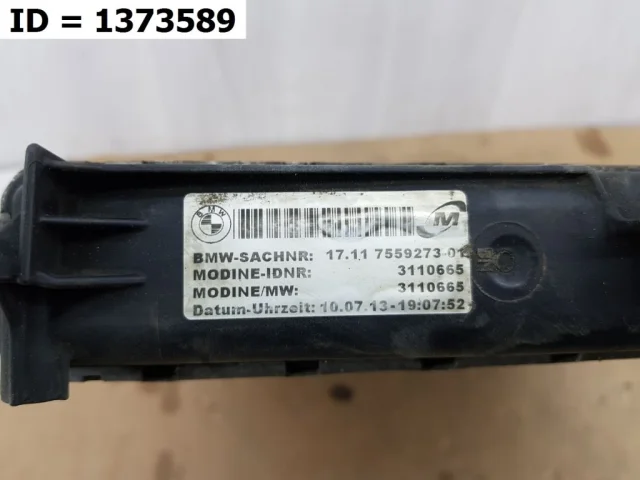 ID = 1373589
BMW
M
BMW-SACHNR: 17.11 7559273-01
MODINE-IDNR: 3110665
MODINE/MW: 3110665
Datum-Uhrzeit: 10.07.13-19:07:52